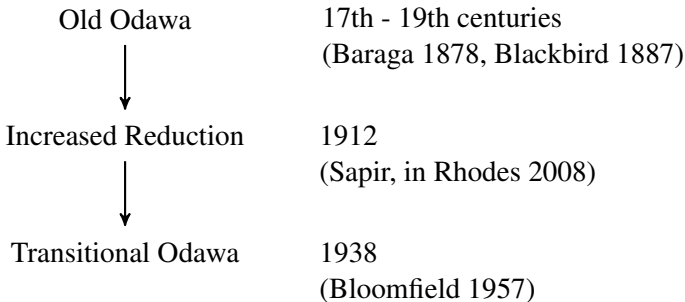 Old Odawa 17th - 19th centuries
(Baraga 1878, Blackbird 1887)
Increased Reduction 1912
(Sapir, in Rhodes 2008)
Transitional Odawa 1938
(Bloomfield 1957)